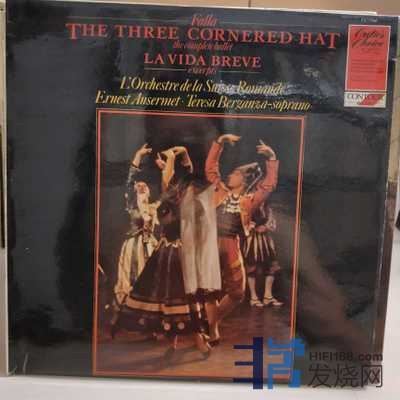 Falla
THE THREE CORNERED HAT
the complete ballet
LA VIDA BREVE
excerpts
L'Orchestre de la Suisse Romande
Ernest Ansermet · Teresa Berganza-soprano
Critics'
Choice
CONTOUR
HIFI168.com
发烧网